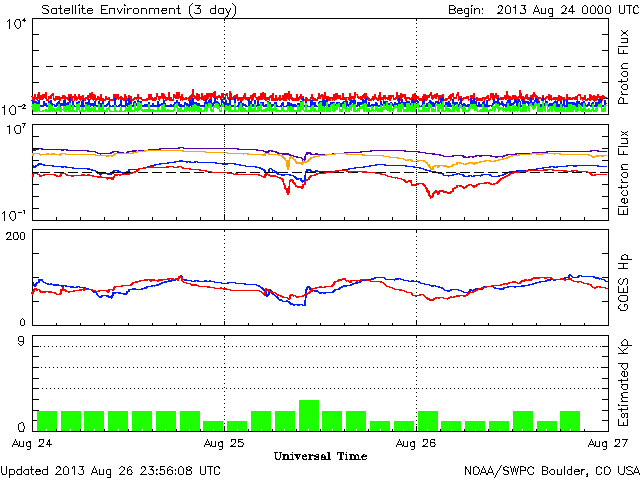 Satellite Environment (3 day) Begin: 2013 Aug 24 0000 UTC
10⁴
Proton Flux
10⁻²
10⁷
Electron Flux
10⁻¹
200
GOES Hp
0
9
Estimated Kp
0
Aug 24 Aug 25 Aug 26 Aug 27
Universal Time
Updated 2013 Aug 26 23:56:08 UTC NOAA/SWPC Boulder, CO USA